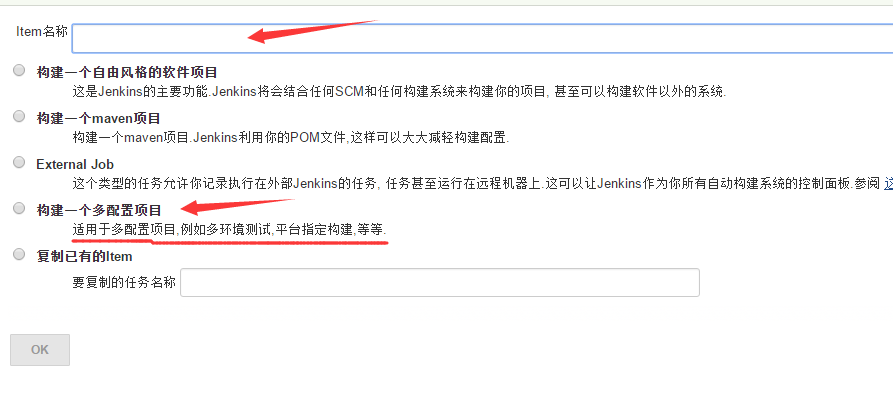 Item名称
构建一个自由风格的软件项目
这是Jenkins的主要功能.Jenkins将会结合任何SCM和任何构建系统来构建你的项目, 甚至可以构建软件以外的系统.
构建一个maven项目
构建一个maven项目.Jenkins利用你的POM文件,这样可以大大减轻构建配置.
External Job
这个类型的任务允许你记录执行在外部Jenkins的任务, 任务甚至运行在远程机器上.这可以让Jenkins作为你所有自动构建系统的控制面板.参阅 这
构建一个多配置项目
适用于多配置项目,例如多环境测试,平台指定构建,等等.
复制已有的Item
要复制的任务名称
OK